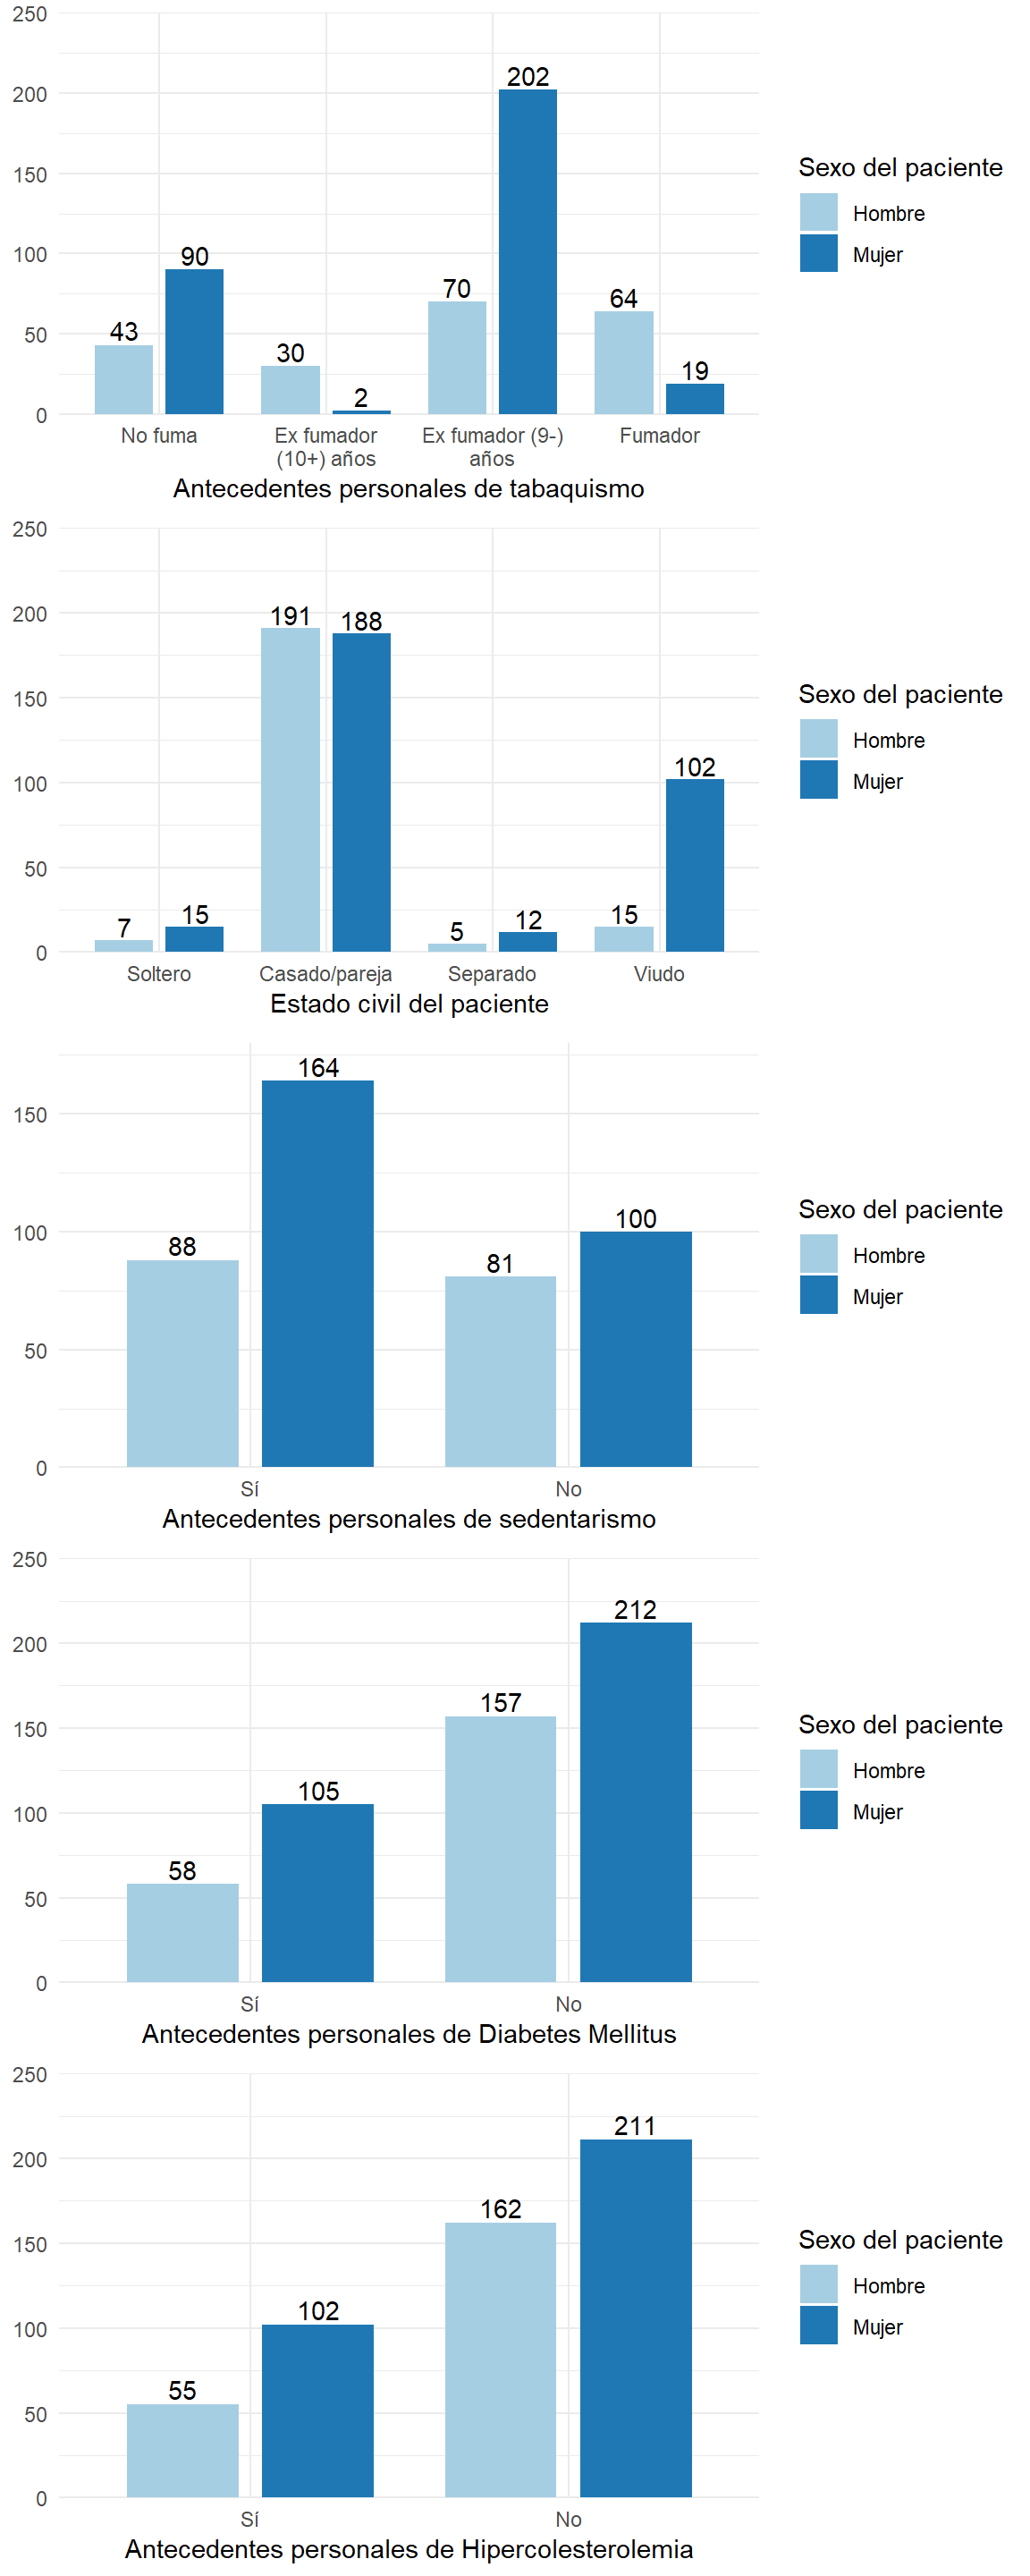 250
200
150
100
50
0
43
90
30
2
70
202
64
19
No fuma
Ex fumador
(10+) años
Ex fumador (9-)
años
Fumador
Antecedentes personales de tabaquismo
Sexo del paciente
Hombre
Mujer
250
200
150
100
50
0
7
15
191
188
5
12
15
102
Soltero
Casado/pareja
Separado
Viudo
Estado civil del paciente
Sexo del paciente
Hombre
Mujer
150
100
50
0
88
164
81
100
Sí
No
Antecedentes personales de sedentarismo
Sexo del paciente
Hombre
Mujer
250
200
150
100
50
0
58
105
157
212
Sí
No
Antecedentes personales de Diabetes Mellitus
Sexo del paciente
Hombre
Mujer
250
200
150
100
50
0
55
102
162
211
Sí
No
Antecedentes personales de Hipercolesterolemia
Sexo del paciente
Hombre
Mujer